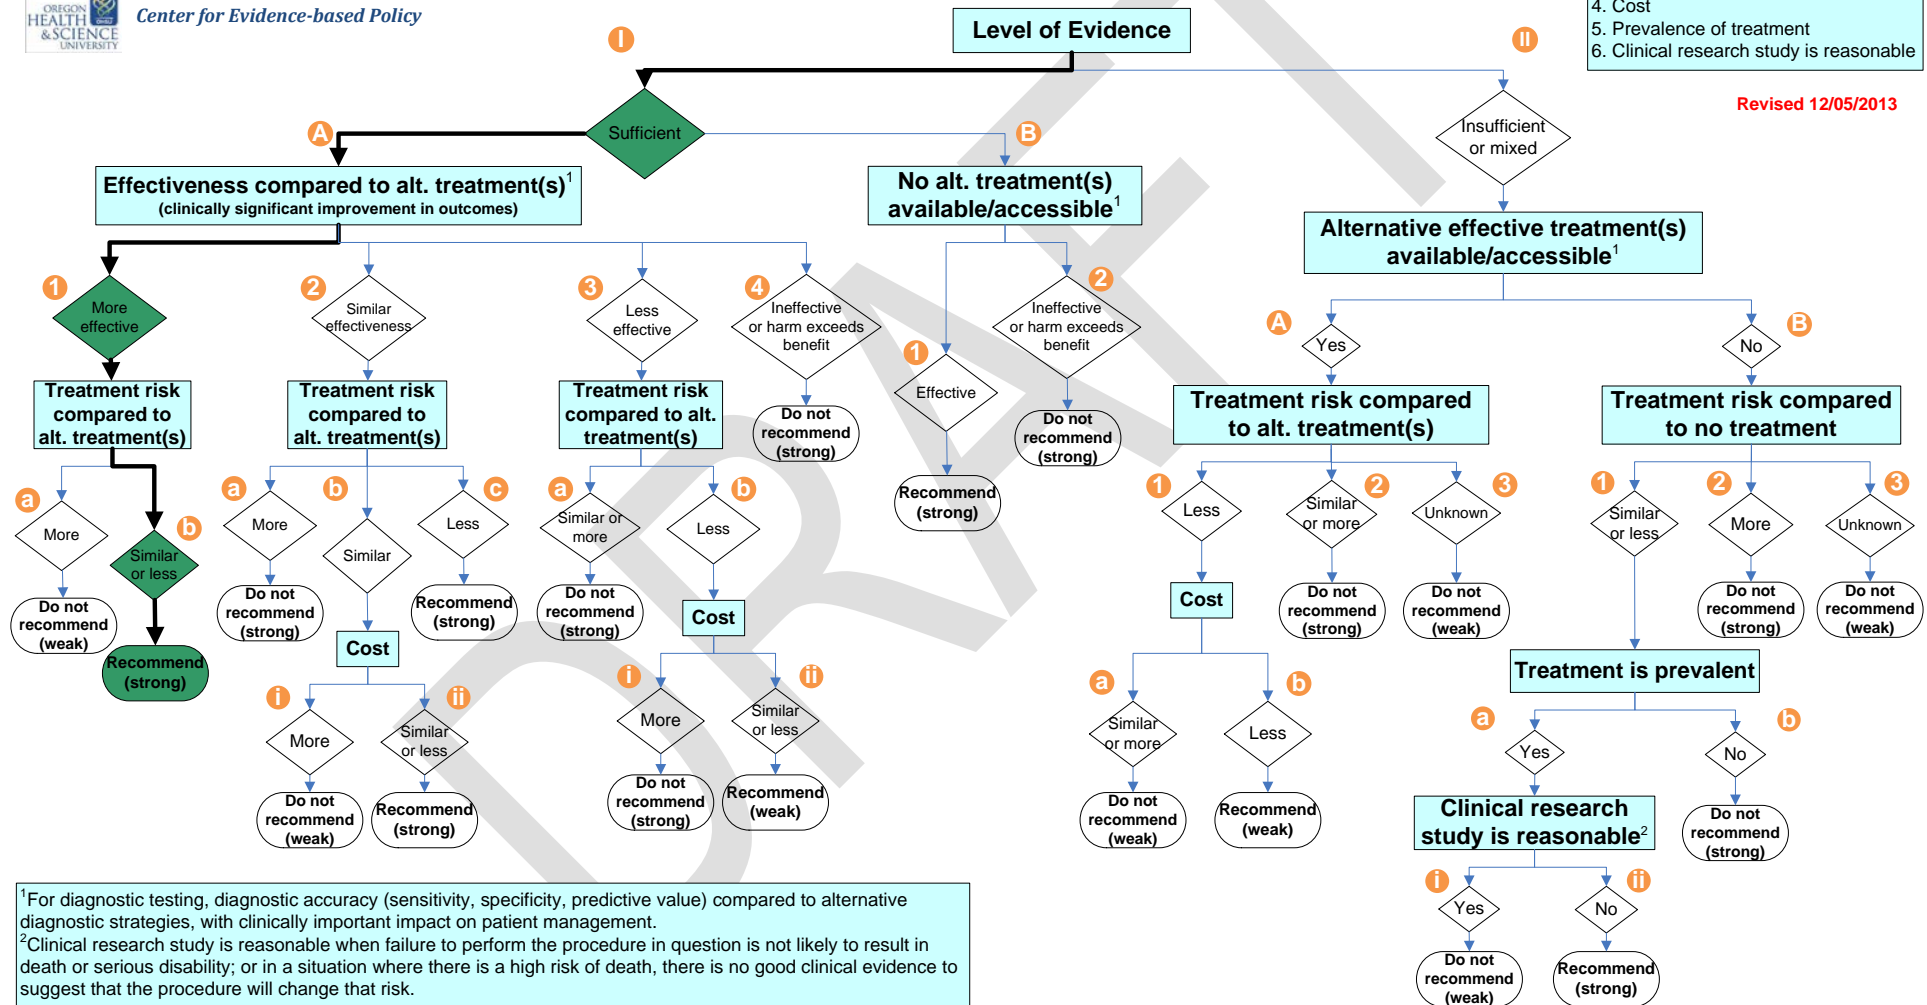 OREGON
HEALTH
&SCIENCE
UNIVERSITY
Center for Evidence-based Policy
4. Cost
5. Prevalence of treatment
6. Clinical research study is reasonable
Revised 12/05/2013
Level of Evidence
I
II
Sufficient
Insufficient
or mixed
A
B
Effectiveness compared to alt. treatment(s)1
(clinically significant improvement in outcomes)
No alt. treatment(s)
available/accessible1
Alternative effective treatment(s)
available/accessible1
1
More
effective
2
Similar
effectiveness
3
Less
effective
4
Ineffective
or harm exceeds
benefit
1
Effective
2
Ineffective
or harm exceeds
benefit
A
Yes
B
No
Treatment risk
compared to
alt. treatment(s)
Treatment risk
compared to
alt. treatment(s)
Treatment risk
compared to alt.
treatment(s)
Do not
recommend
(strong)
Recommend
(strong)
Do not
recommend
(strong)
Treatment risk compared
to alt. treatment(s)
Treatment risk compared
to no treatment
a
More
b
Similar
or less
a
More
b
Similar
c
Less
a
Similar or
more
b
Less
1
Less
2
Similar
or more
3
Unknown
1
Similar
or less
2
More
3
Unknown
Do not
recommend
(weak)
Recommend
(strong)
Do not
recommend
(strong)
Cost
Recommend
(strong)
Do not
recommend
(strong)
Cost
Cost
Do not
recommend
(strong)
Do not
recommend
(weak)
Treatment is prevalent
Do not
recommend
(strong)
Do not
recommend
(weak)
i
More
ii
Similar
or less
i
More
ii
Similar
or less
a
Similar
or more
b
Less
a
Yes
b
No
Do not
recommend
(weak)
Recommend
(strong)
Do not
recommend
(strong)
Recommend
(weak)
Do not
recommend
(weak)
Recommend
(weak)
Clinical research
study is reasonable2
Do not
recommend
(strong)
i
Yes
ii
No
Do not
recommend
(weak)
Recommend
(strong)
1For diagnostic testing, diagnostic accuracy (sensitivity, specificity, predictive value) compared to alternative
diagnostic strategies, with clinically important impact on patient management.
2Clinical research study is reasonable when failure to perform the procedure in question is not likely to result in
death or serious disability; or in a situation where there is a high risk of death, there is no good clinical evidence to
suggest that the procedure will change that risk.
DRAFT